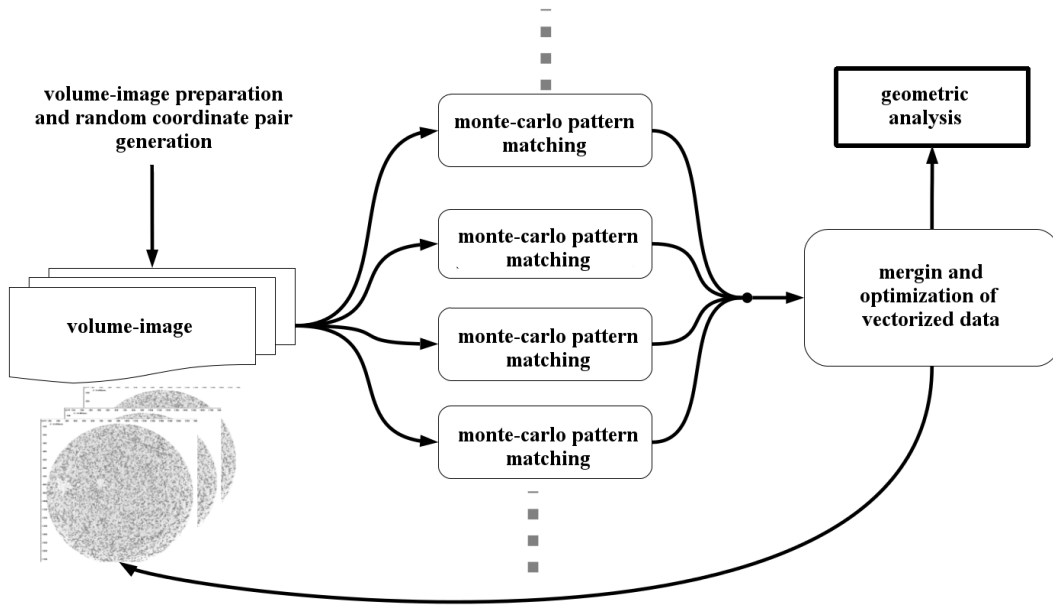 volume-image preparation
and random coordinate pair
generation
volume-image
monte-carlo pattern
matching
monte-carlo pattern
matching
monte-carlo pattern
matching
monte-carlo pattern
matching
geometric
analysis
mergin and
optimization of
vectorized data